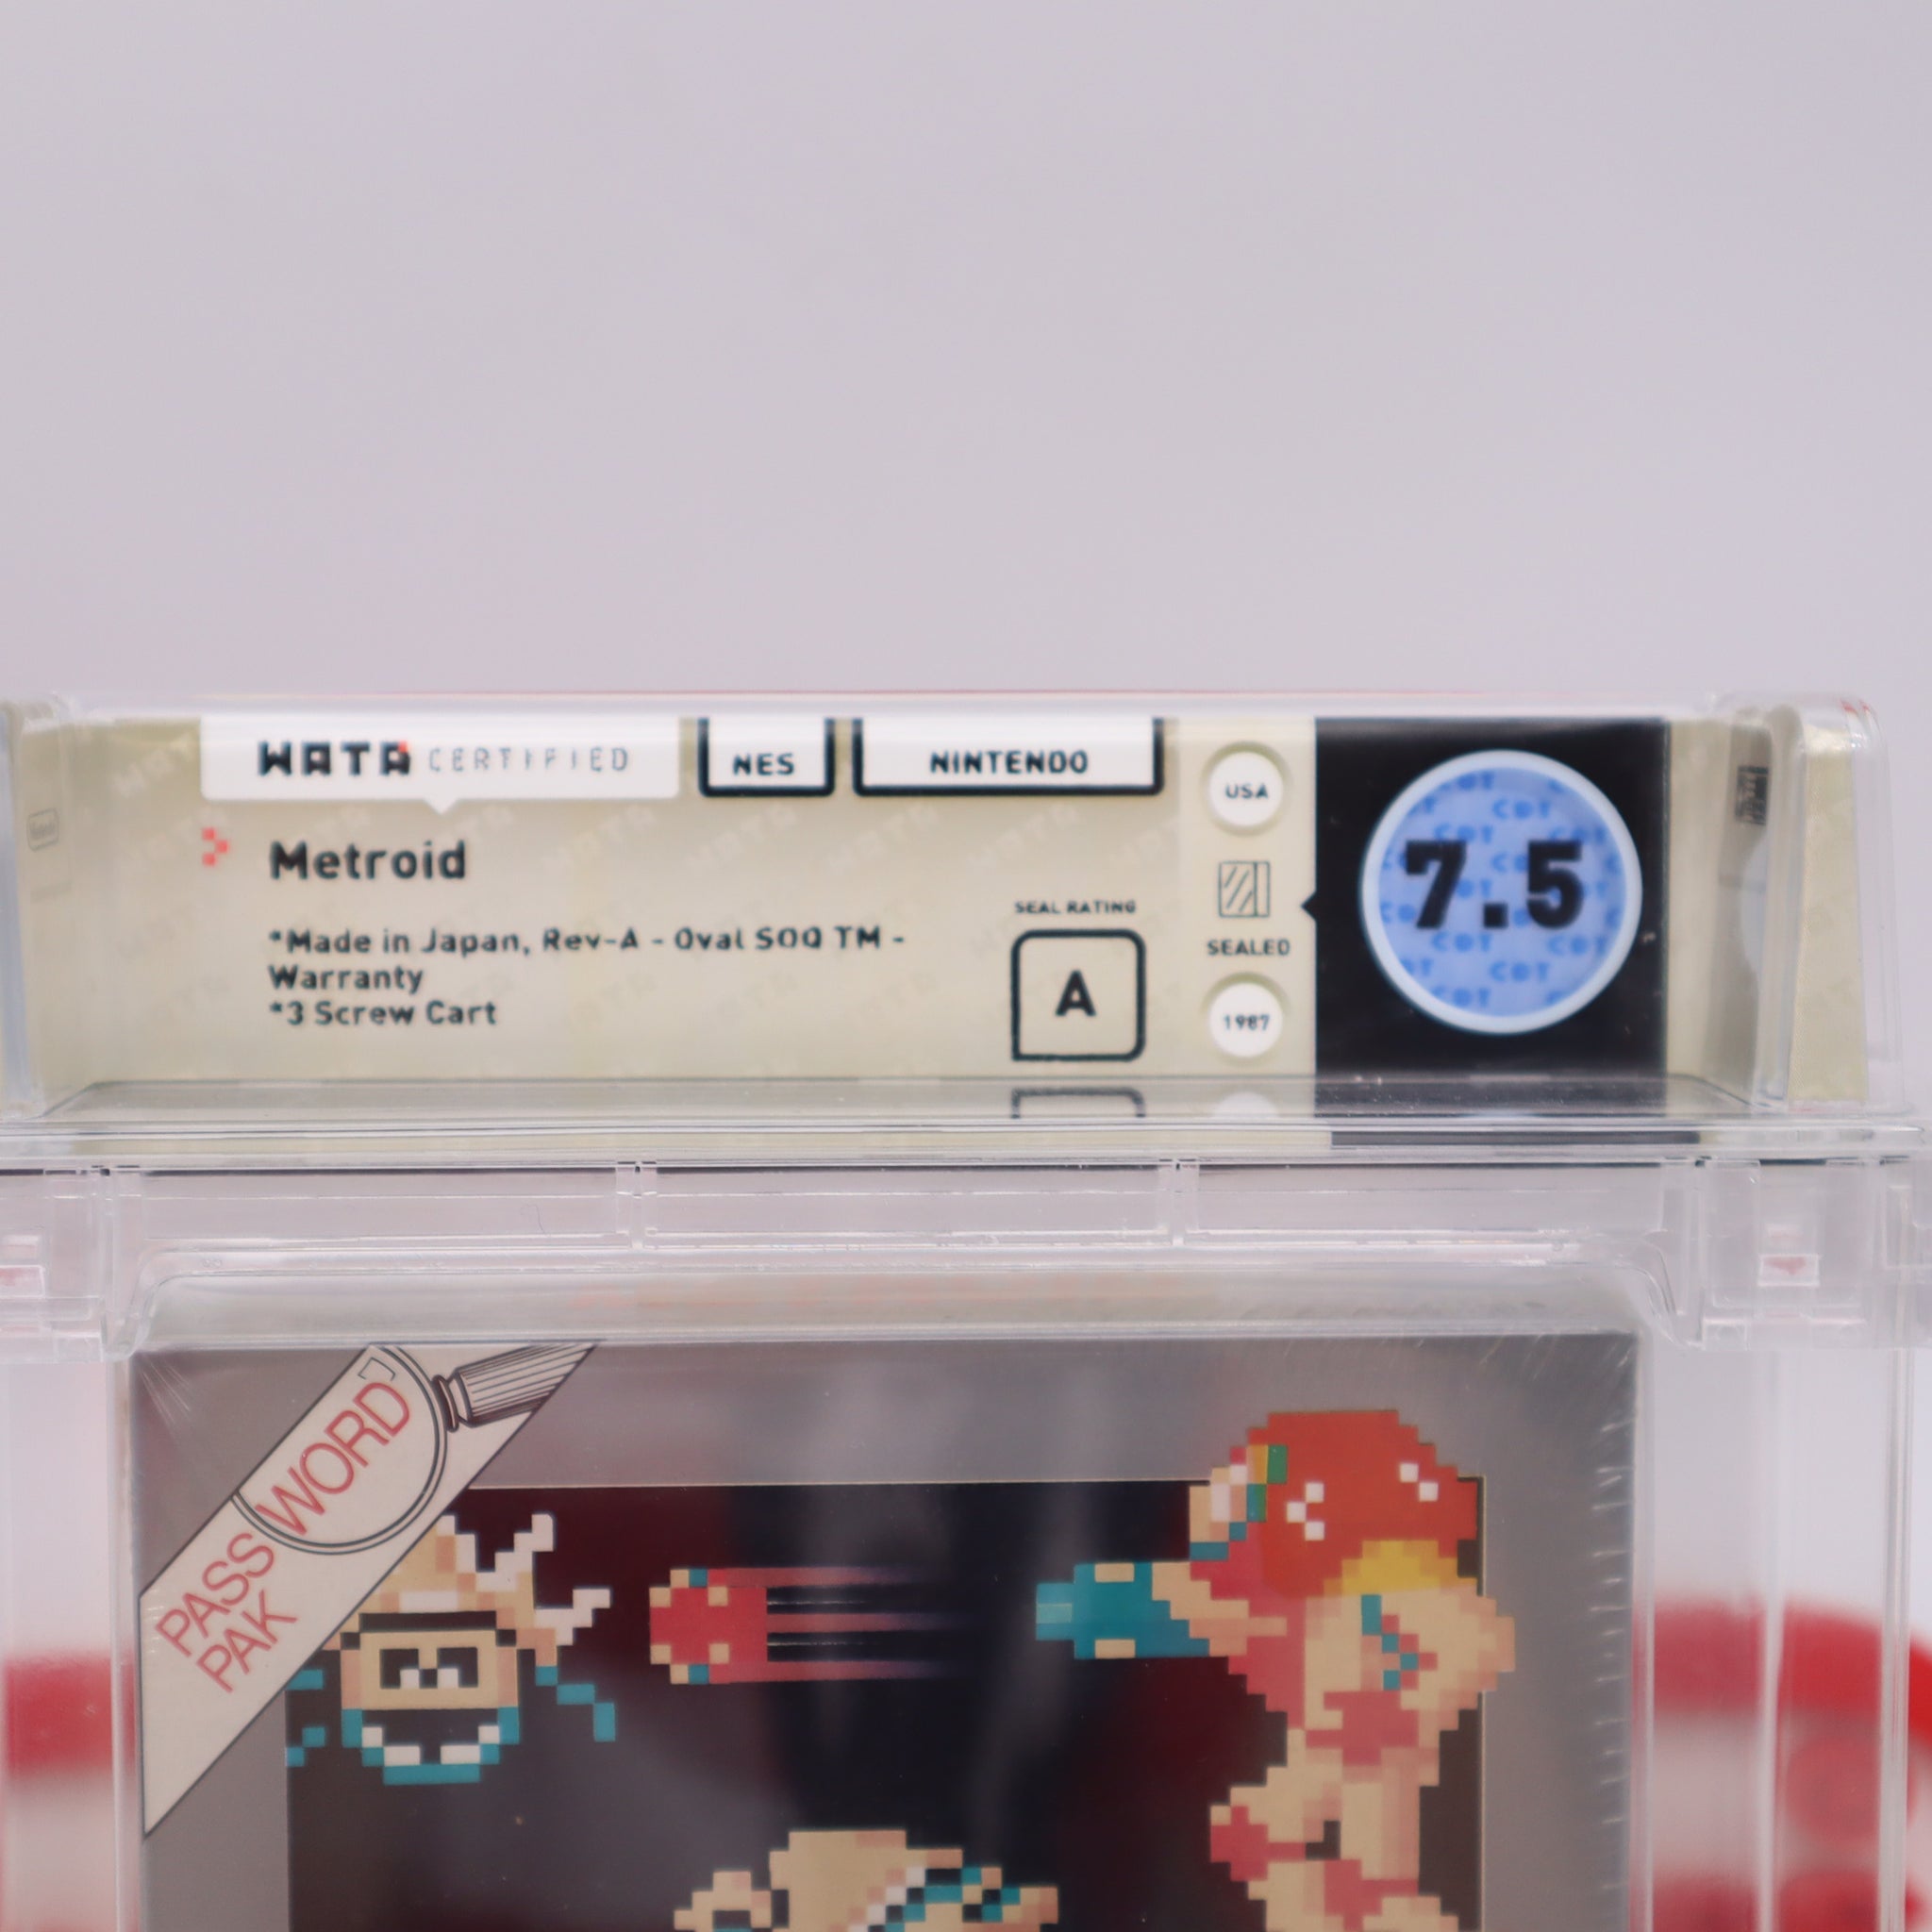 WATA CERTIFIED
NES
NINTENDO
Metroid
*Made in Japan, Rev-A - Oval SOQ TM -
Warranty
*3 Screw Cart
SEAL RATING
A
USA
SEALED
1987
7.5
PASS WORD
PAK